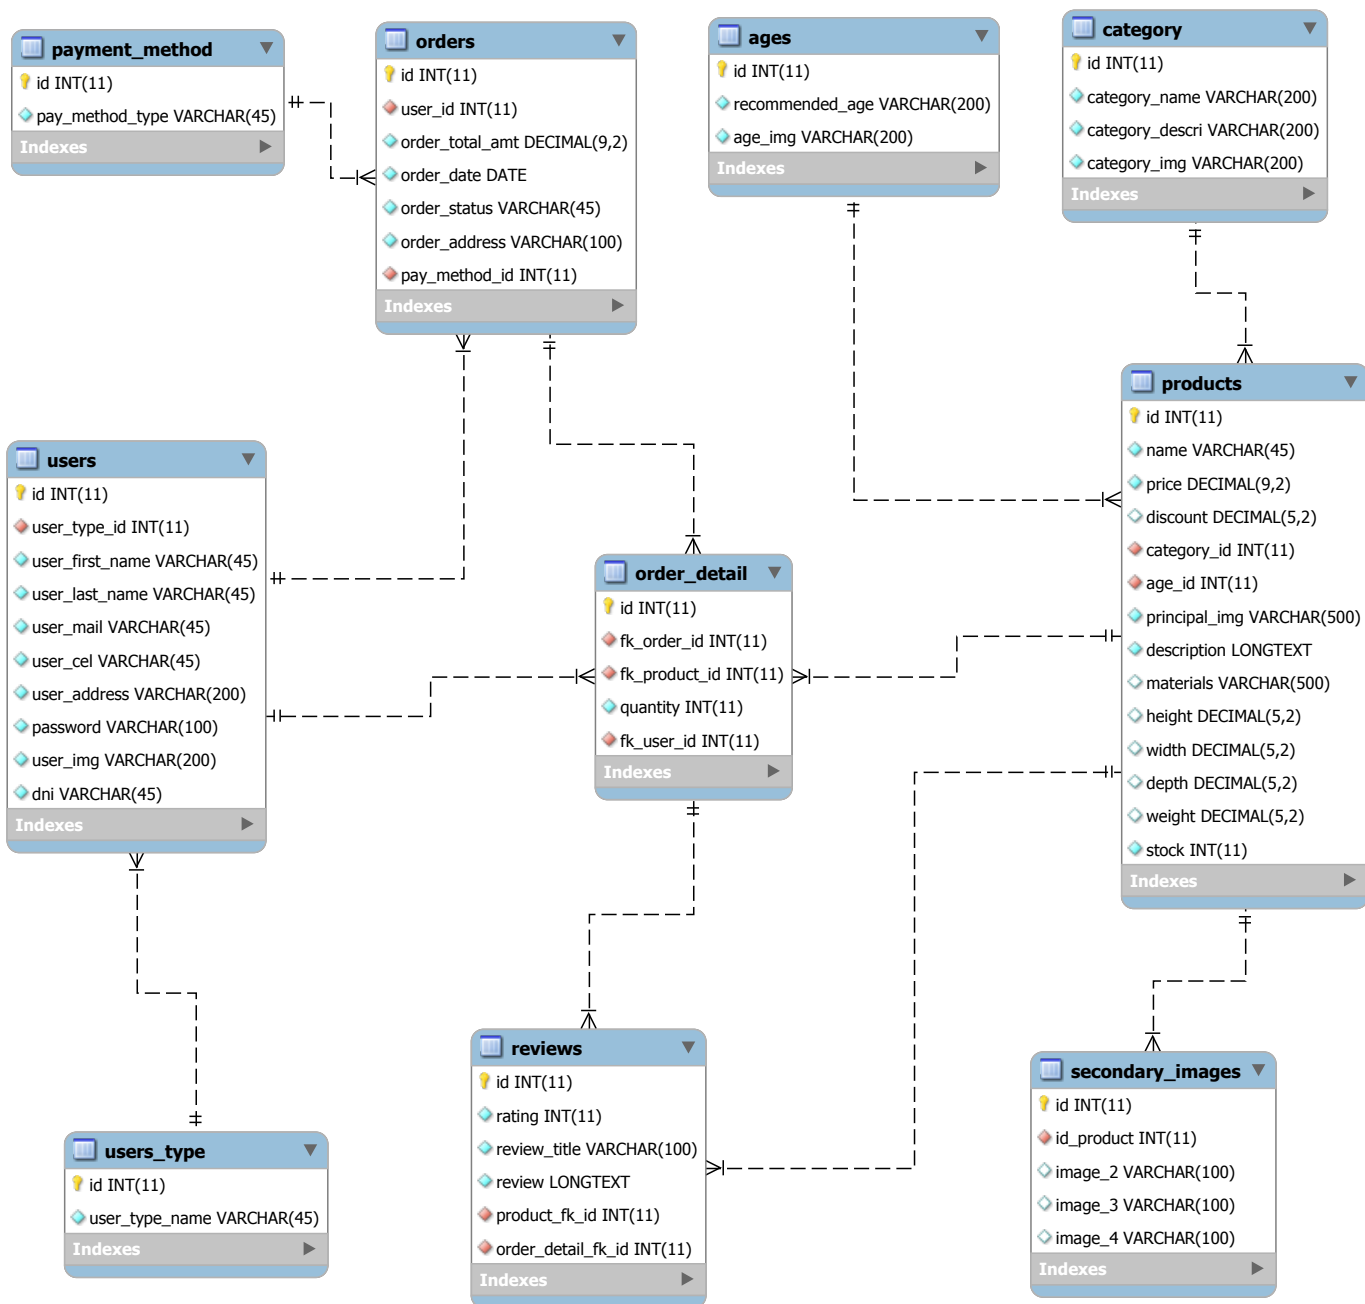 payment_method
id INT(11)
pay_method_type VARCHAR(45)
Indexes
orders
id INT(11)
user_id INT(11)
order_total_amt DECIMAL(9,2)
order_date DATE
order_status VARCHAR(45)
order_address VARCHAR(100)
pay_method_id INT(11)
Indexes
ages
id INT(11)
recommended_age VARCHAR(200)
age_img VARCHAR(200)
Indexes
category
id INT(11)
category_name VARCHAR(200)
category_descri VARCHAR(200)
category_img VARCHAR(200)
Indexes
users
id INT(11)
user_type_id INT(11)
user_first_name VARCHAR(45)
user_last_name VARCHAR(45)
user_mail VARCHAR(45)
user_cel VARCHAR(45)
user_address VARCHAR(200)
password VARCHAR(100)
user_img VARCHAR(200)
dni VARCHAR(45)
Indexes
order_detail
id INT(11)
fk_order_id INT(11)
fk_product_id INT(11)
quantity INT(11)
fk_user_id INT(11)
Indexes
products
id INT(11)
name VARCHAR(45)
price DECIMAL(9,2)
discount DECIMAL(5,2)
category_id INT(11)
age_id INT(11)
principal_img VARCHAR(500)
description LONGTEXT
materials VARCHAR(500)
height DECIMAL(5,2)
width DECIMAL(5,2)
depth DECIMAL(5,2)
weight DECIMAL(5,2)
stock INT(11)
Indexes
users_type
id INT(11)
user_type_name VARCHAR(45)
Indexes
reviews
id INT(11)
rating INT(11)
review_title VARCHAR(100)
review LONGTEXT
product_fk_id INT(11)
order_detail_fk_id INT(11)
Indexes
secondary_images
id INT(11)
id_product INT(11)
image_2 VARCHAR(100)
image_3 VARCHAR(100)
image_4 VARCHAR(100)
Indexes